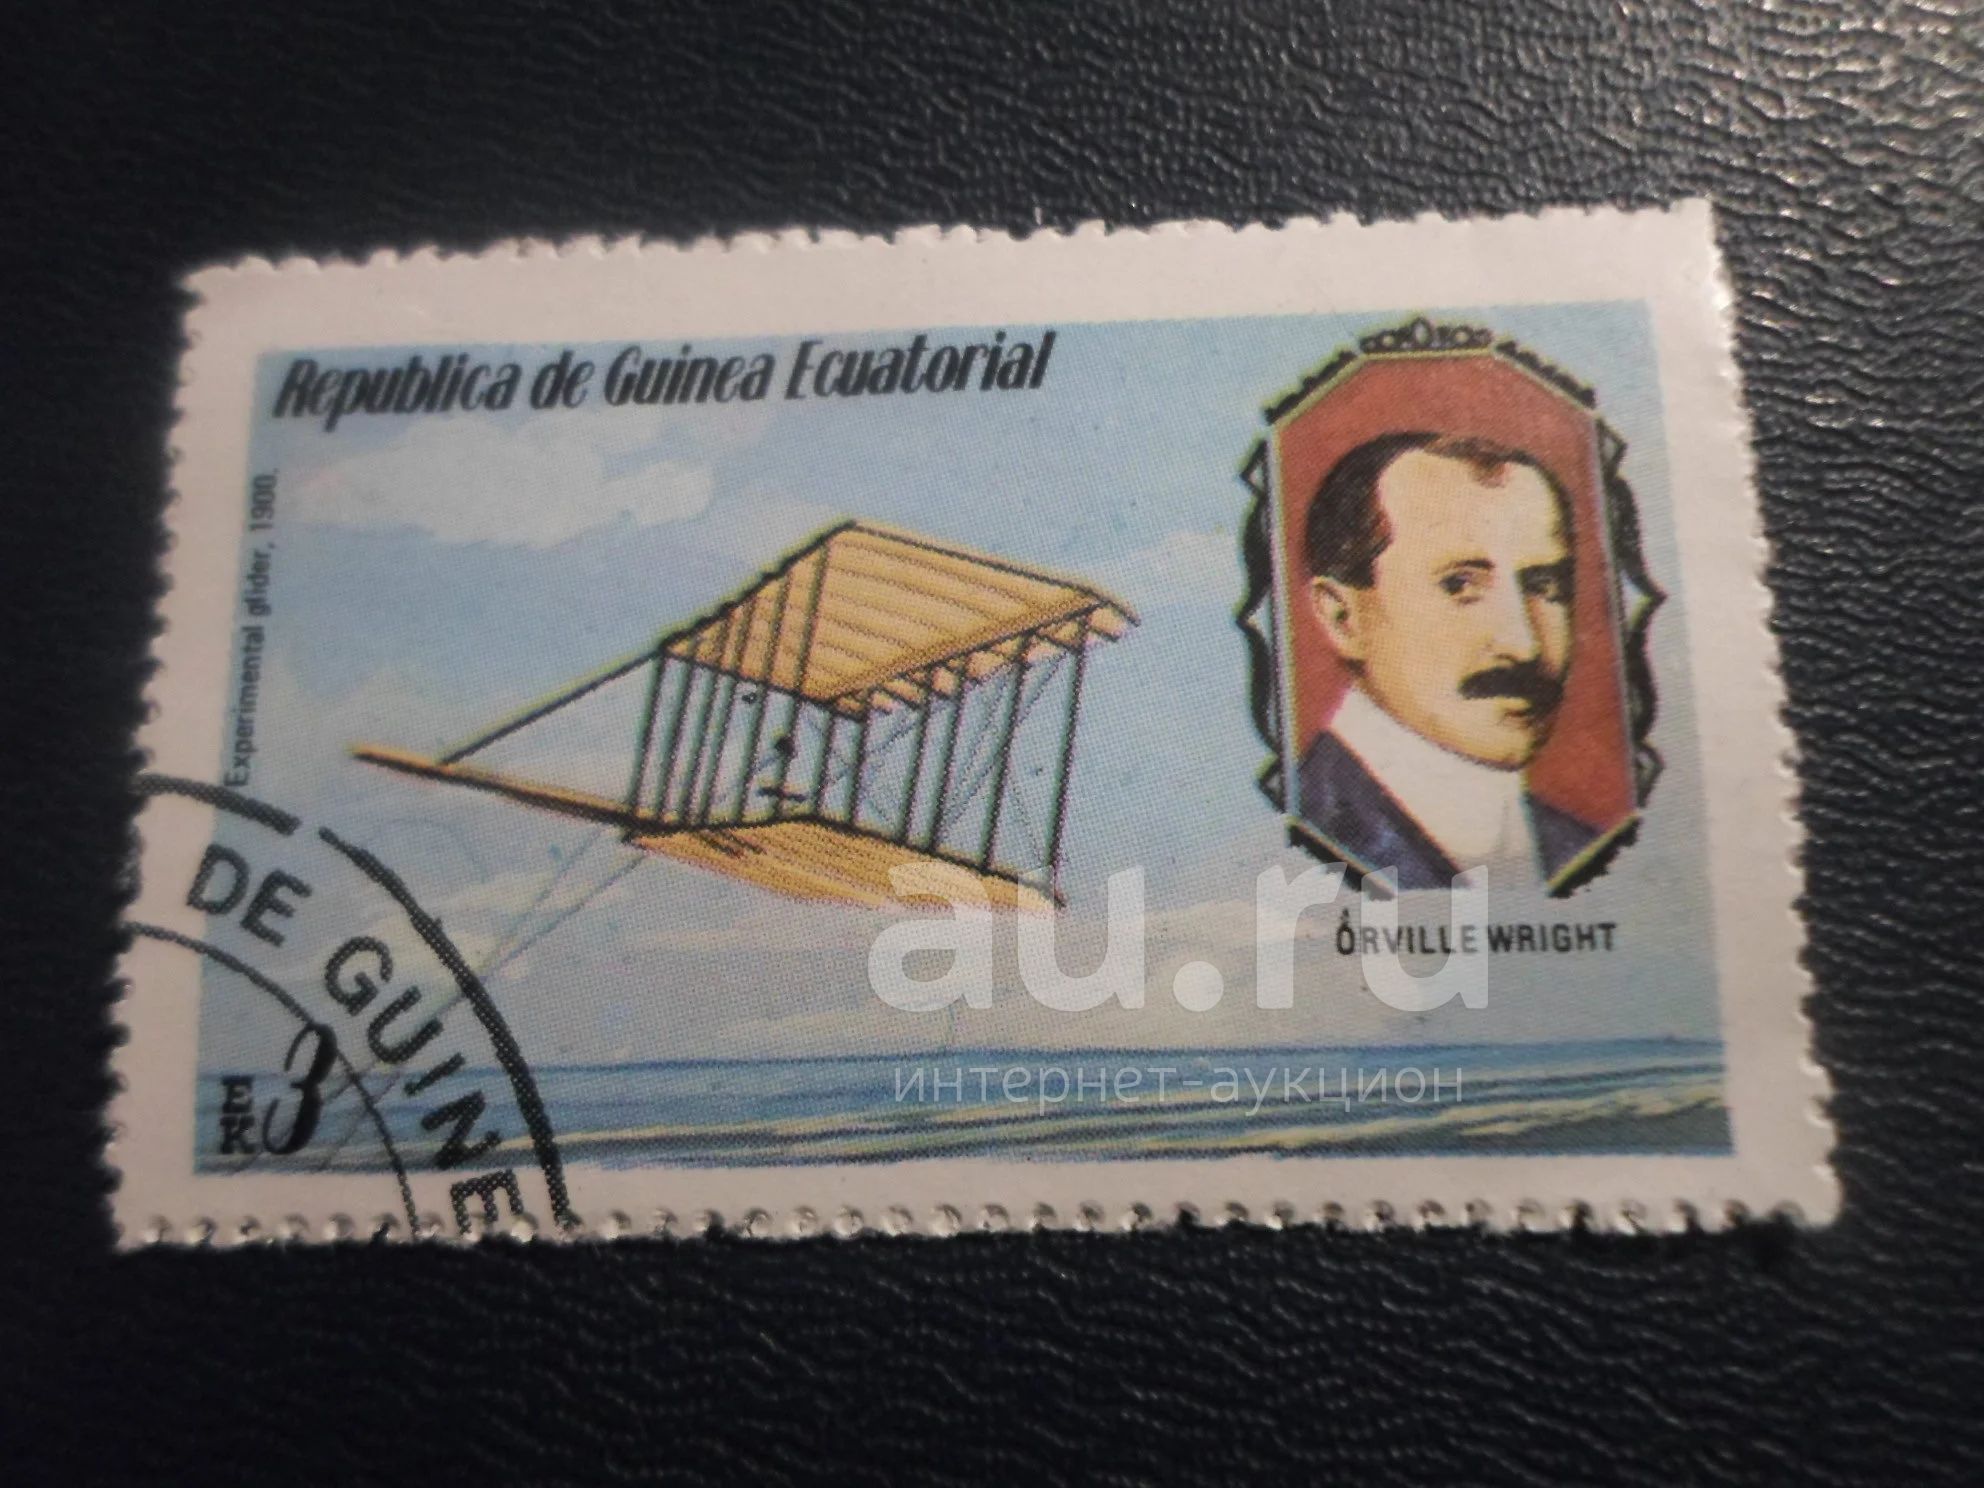 Republica de Guinea Ecuatorial
Experimental glider, 1900.
ORVILLE WRIGHT
DE GUINE
EK 3
au.ru
интернет-аукцион